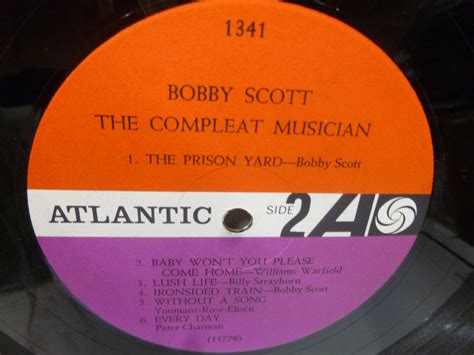 1341
BOBBY SCOTT
THE COMPLEAT MUSICIAN
1. THE PRISON YARD—Bobby Scott
ATLANTIC SIDE 2 A
2. BABY WON'T YOU PLEASE
COME HOME—Williams-Warfield
3. LUSH LIFE—Billy Strayhorn
4. IRONSIDED TRAIN—Bobby Scott
5. WITHOUT A SONG
Youmans-Rose-Eliscu
6. EVERY DAY
Peter Chatman
(11776)